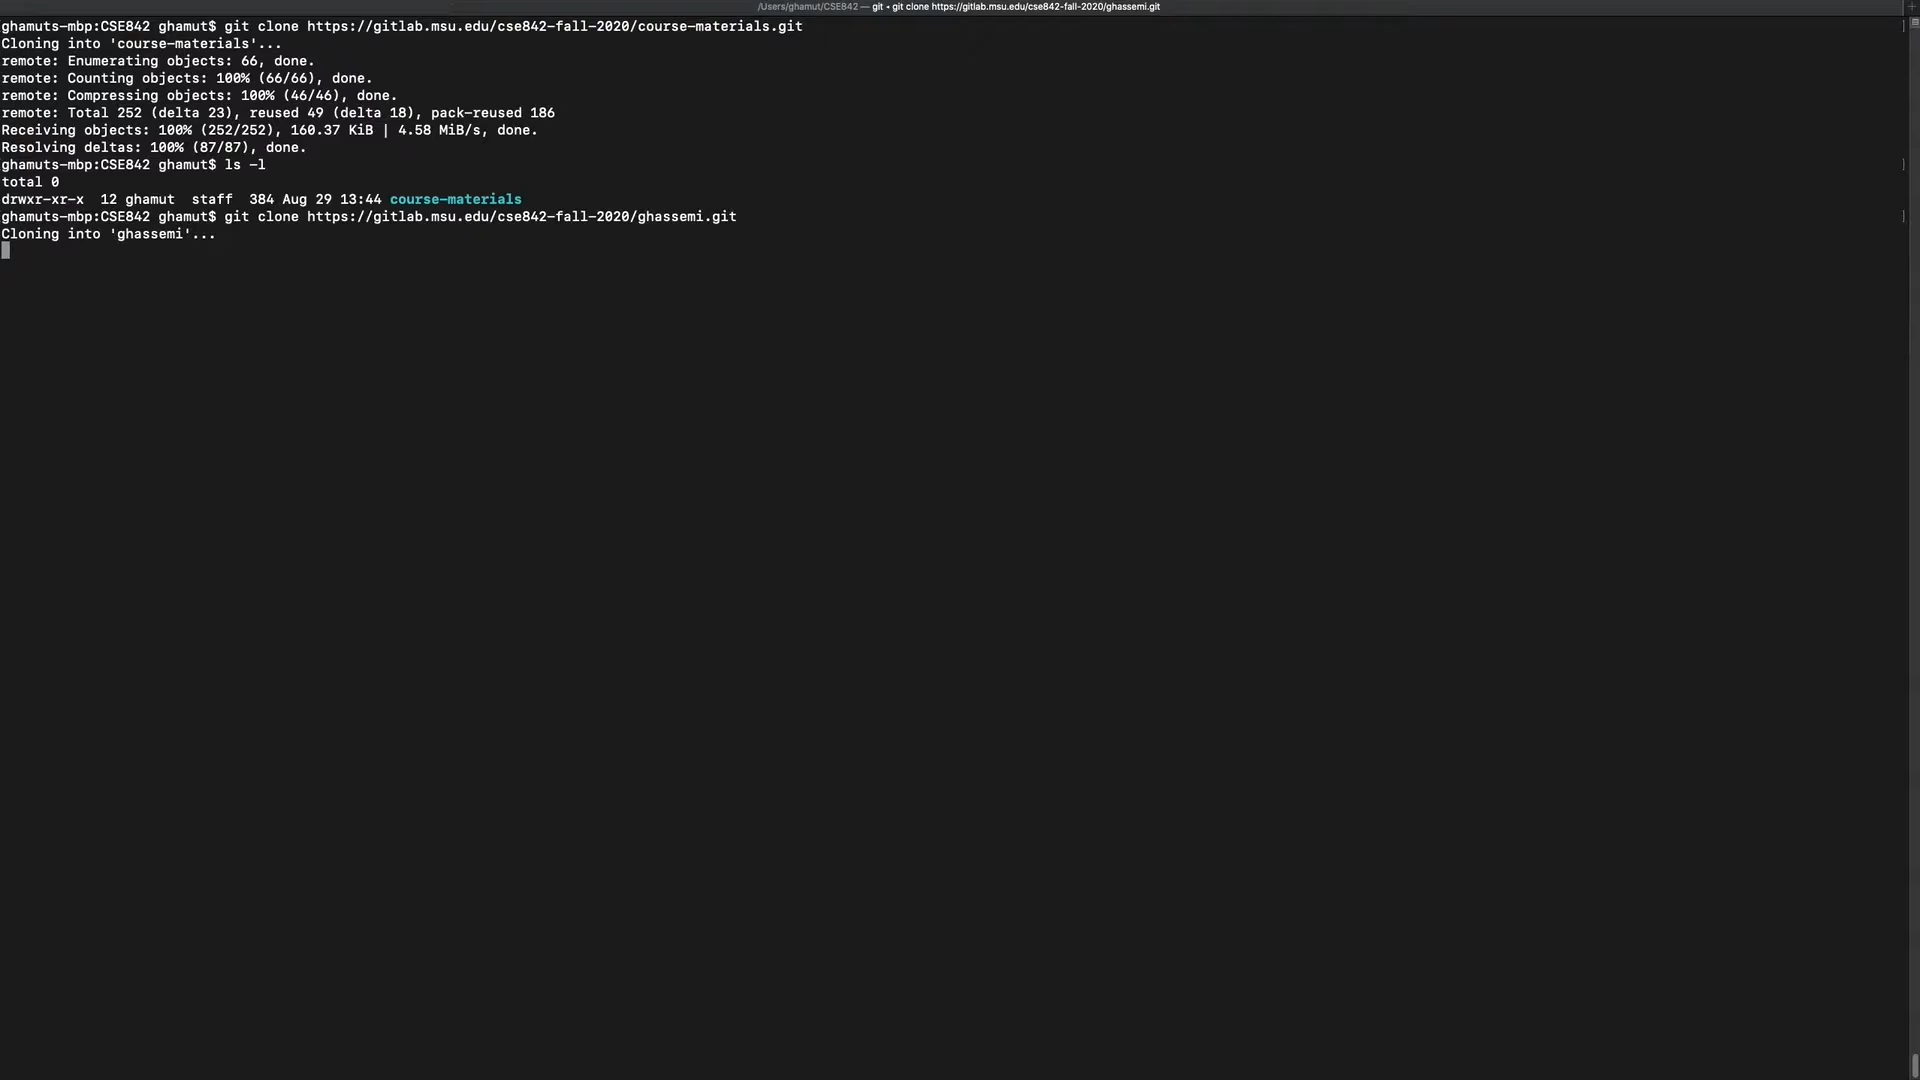 /Users/ghamut/CSE842 — git • git clone https://gitlab.msu.edu/cse842-fall-2020/ghassemi.git
ghamuts-mbp:CSE842 ghamut$ git clone https://gitlab.msu.edu/cse842-fall-2020/course-materials.git
Cloning into 'course-materials'...
remote: Enumerating objects: 66, done.
remote: Counting objects: 100% (66/66), done.
remote: Compressing objects: 100% (46/46), done.
remote: Total 252 (delta 23), reused 49 (delta 18), pack-reused 186
Receiving objects: 100% (252/252), 160.37 KiB | 4.58 MiB/s, done.
Resolving deltas: 100% (87/87), done.
ghamuts-mbp:CSE842 ghamut$ ls -l
total 0
drwxr-xr-x  12 ghamut  staff  384 Aug 29 13:44 course-materials
ghamuts-mbp:CSE842 ghamut$ git clone https://gitlab.msu.edu/cse842-fall-2020/ghassemi.git
Cloning into 'ghassemi'...